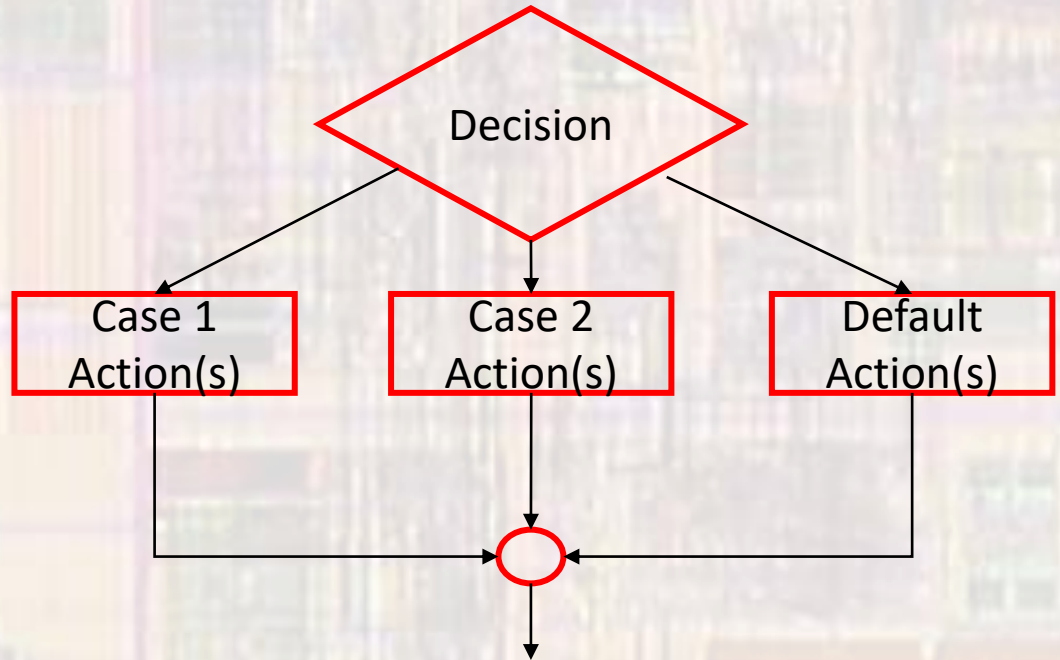 Decision
Case 1
Action(s)
Case 2
Action(s)
Default
Action(s)